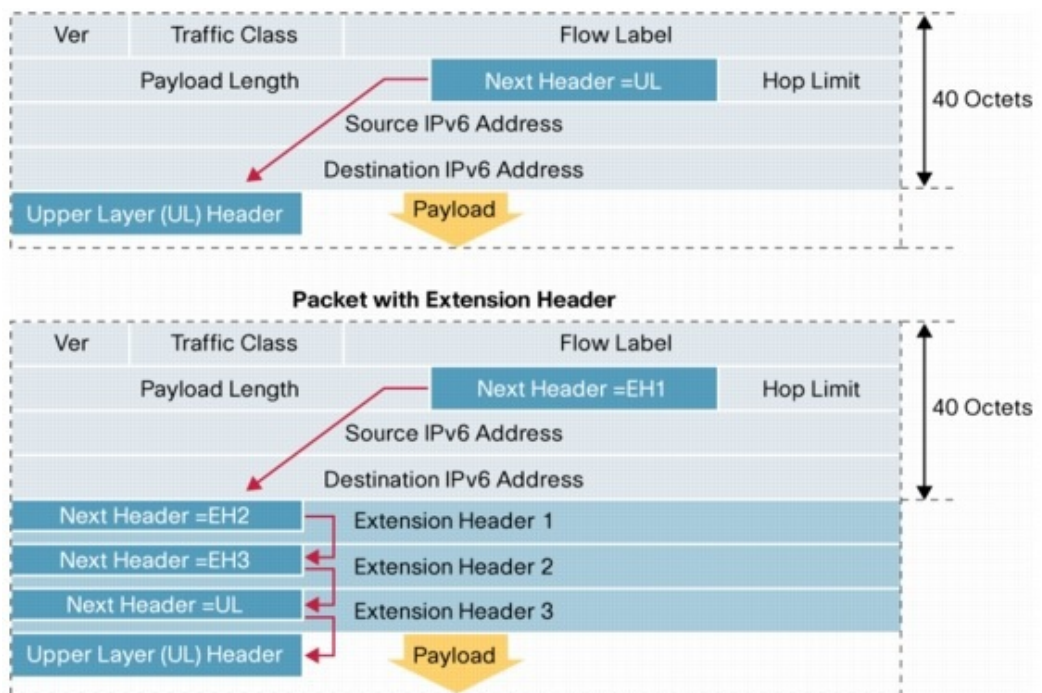 Ver Traffic Class Flow Label
Payload Length Next Header =UL Hop Limit
40 Octets
Source IPv6 Address
Destination IPv6 Address
Upper Layer (UL) Header Payload
Packet with Extension Header
Ver Traffic Class Flow Label
Payload Length Next Header =EH1 Hop Limit
40 Octets
Source IPv6 Address
Destination IPv6 Address
Next Header =EH2 Extension Header 1
Next Header =EH3 Extension Header 2
Next Header =UL Extension Header 3
Upper Layer (UL) Header Payload